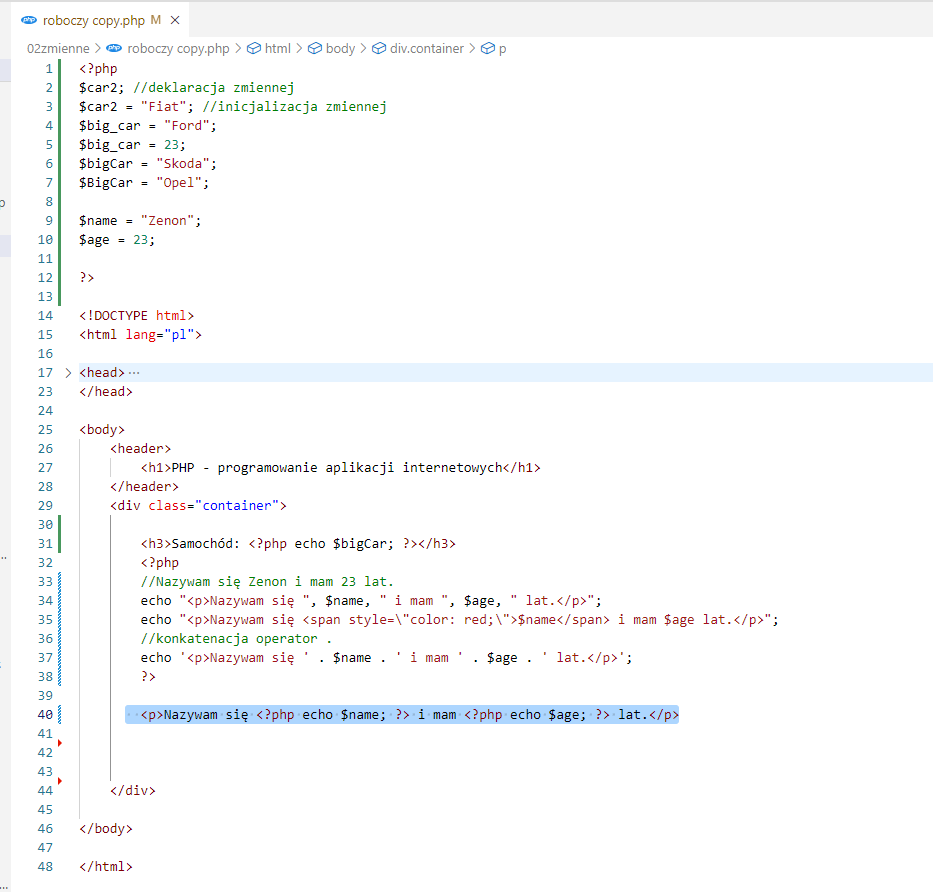 php roboczy copy.php M ×
02zmienne > php roboczy copy.php > html > body > div.container > p
1 <?php
2 $car2; //deklaracja zmiennej
3 $car2 = "Fiat"; //inicjalizacja zmiennej
4 $big_car = "Ford";
5 $big_car = 23;
6 $bigCar = "Skoda";
7 $BigCar = "Opel";
8
9 $name = "Zenon";
10 $age = 23;
11
12 ?>
13
14 <!DOCTYPE html>
15 <html lang="pl">
16
17 > <head> ···
23 </head>
24
25 <body>
26 <header>
27 <h1>PHP - programowanie aplikacji internetowych</h1>
28 </header>
29 <div class="container">
30
31 <h3>Samochód: <?php echo $bigCar; ?></h3>
32 <?php
33 //Nazywam się Zenon i mam 23 lat.
34 echo "<p>Nazywam się ", $name, " i mam ", $age, " lat.</p>";
35 echo "<p>Nazywam się <span style=\"color: red;\">$name</span> i mam $age lat.</p>";
36 //konkatenacja operator .
37 echo '<p>Nazywam się ' . $name . ' i mam ' . $age . ' lat.</p>';
38 ?>
39
40 <p>Nazywam się <?php echo $name; ?> i mam <?php echo $age; ?> lat.</p>
41
42
43
44 </div>
45
46 </body>
47
48 </html>